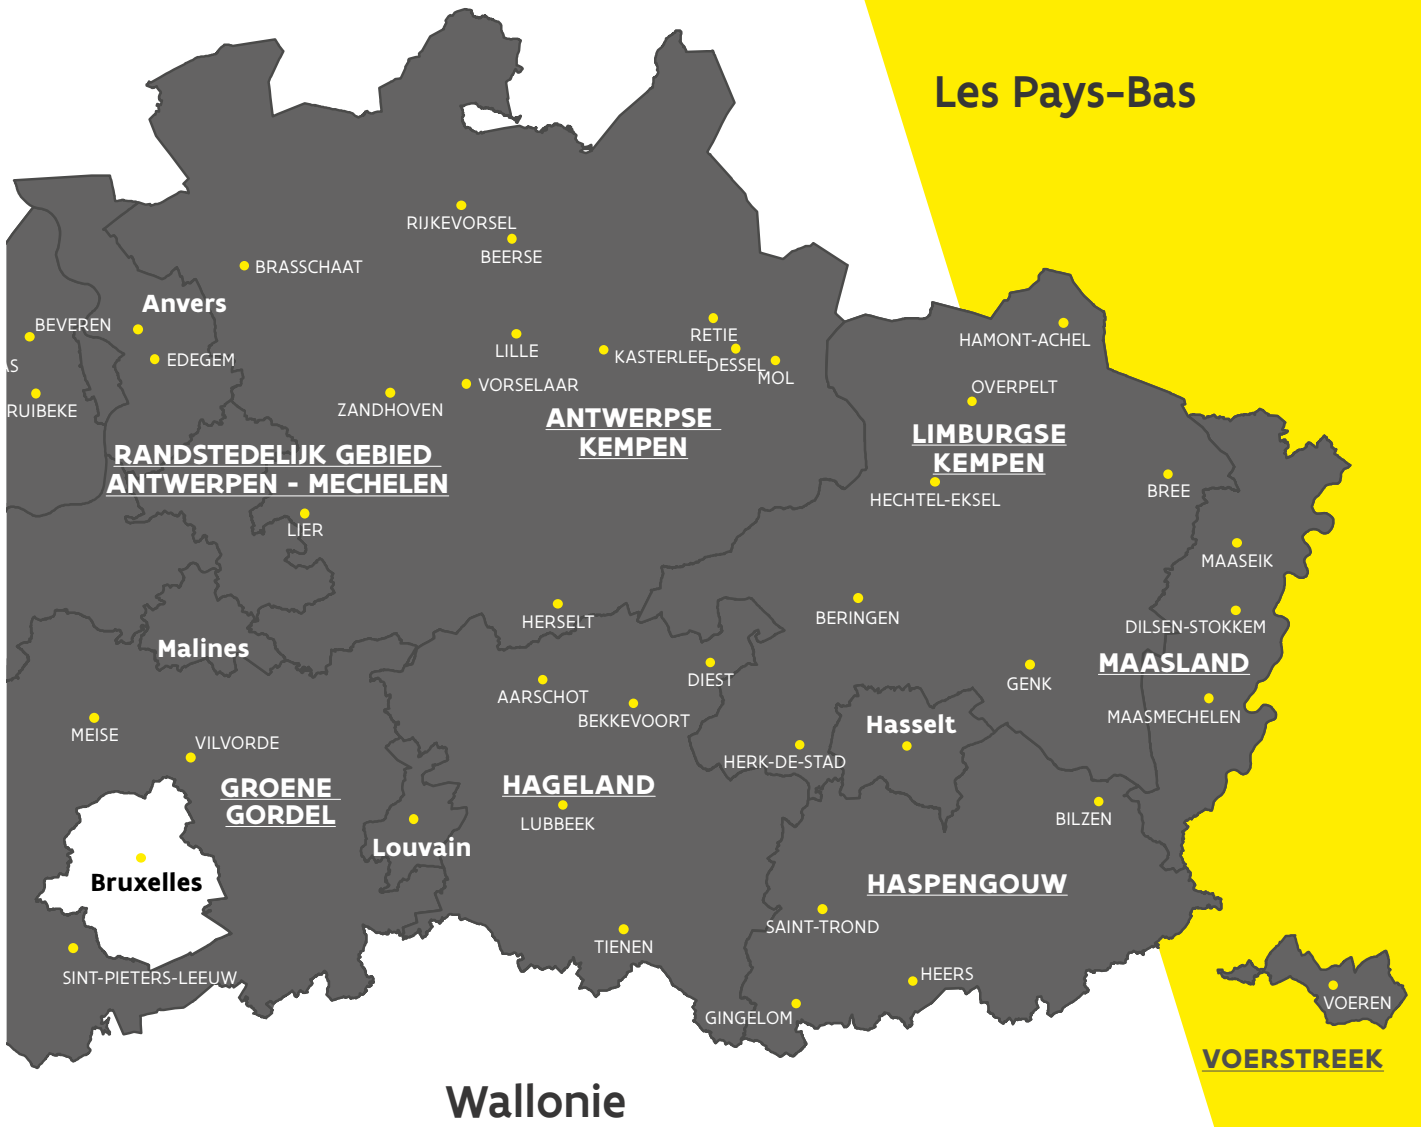 Les Pays-Bas
RIJKEVORSEL
BEERSE
BRASSCHAAT
Anvers
BEVEREN
EDEGEM
AS
RUIBEKE
LILLE
KASTERLEE
RETIE
DESSEL
MOL
VORSELAAR
ZANDHOVEN
HAMONT-ACHEL
OVERPELT
ANTWERPSE
KEMPEN
LIMBURGSE
KEMPEN
RANDSTEDELIJK GEBIED
ANTWERPEN - MECHELEN
HECHTEL-EKSEL
BREE
LIER
MAASEIK
HERSELT
BERINGEN
DILSEN-STOKKEM
Malines
MAASLAND
DIEST
GENK
AARSCHOT
BEKKEVOORT
MAASMECHELEN
Hasselt
MEISE
VILVORDE
HERK-DE-STAD
GROENE
GORDEL
HAGELAND
LUBBEEK
BILZEN
Louvain
Bruxelles
HASPENGOUW
SAINT-TROND
TIENEN
SINT-PIETERS-LEEUW
HEERS
GINGELOM
VOEREN
VOERSTREEK
Wallonie